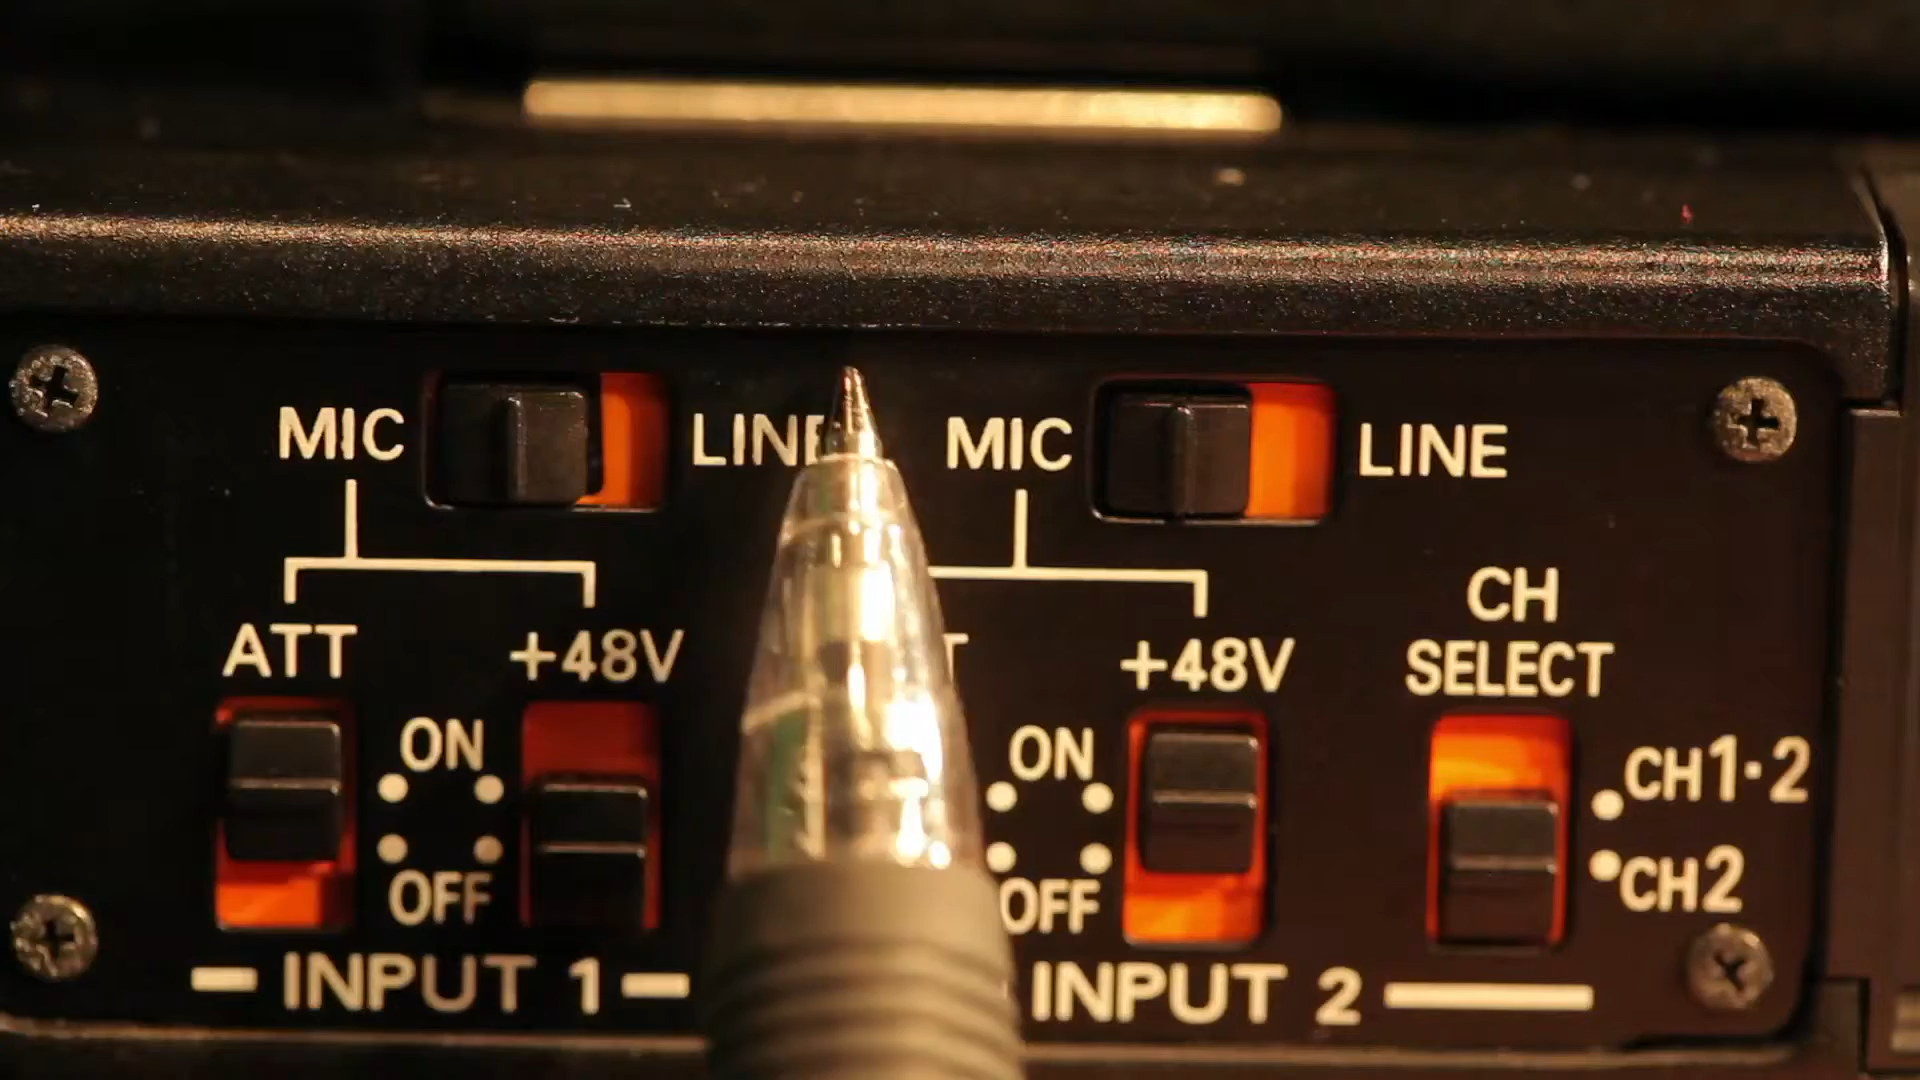 MIC LINE MIC LINE
ATT +48V T +48V CH
SELECT
ON ON CH1·2
OFF OFF CH2
INPUT 1 INPUT 2